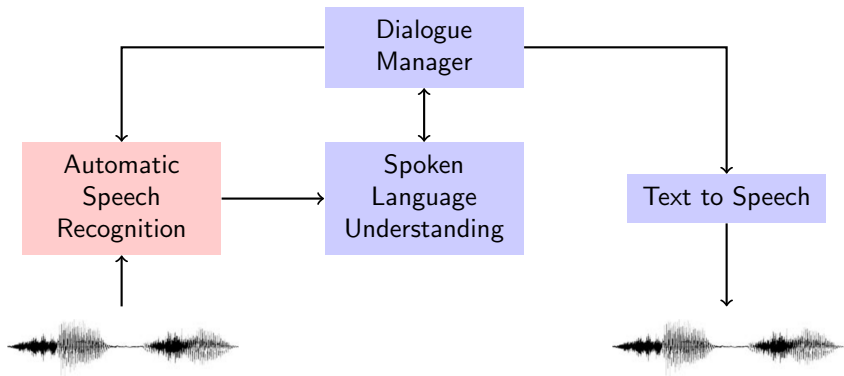 Dialogue
Manager
Automatic
Speech
Recognition
Spoken
Language
Understanding
Text to Speech